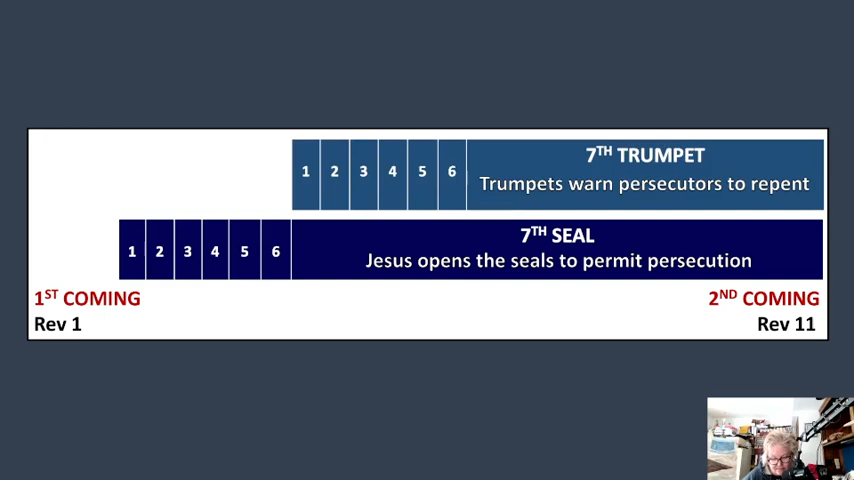 1 2 3 4 5 6
7TH TRUMPET
Trumpets warn persecutors to repent
1 2 3 4 5 6
7TH SEAL
Jesus opens the seals to permit persecution
1ST COMING
Rev 1
2ND COMING
Rev 11